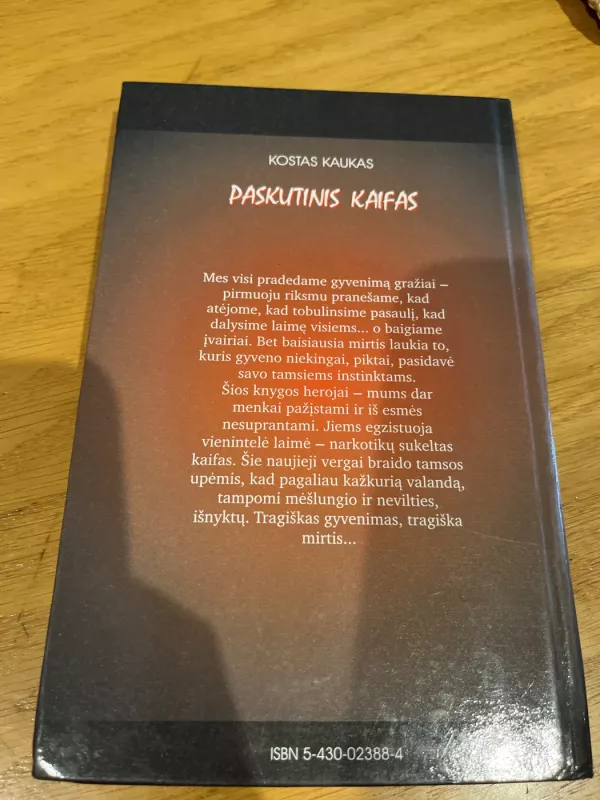 KOSTAS KAUKAS
PASKUTINIS KAIFAS
Mes visi pradedame gyvenimą gražiai –
pirmuoju riksmu pranešame, kad
atėjome, kad tobulinsime pasaulį, kad
dalysime laimę visiems... o baigiame
įvairiai. Bet baisiausia mirtis laukia to,
kuris gyveno niekingai, piktai, pasidavė
savo tamsiems instinktams.
Šios knygos herojai – mums dar
menkai pažįstami ir iš esmės
nesuprantami. Jiems egzistuoja
vienintelė laimė – narkotikų sukeltas
kaifas. Šie naujieji vergai braido tamsos
upėmis, kad pagaliau kažkurią valandą,
tampomi mėšlungio ir nevilties,
išnyktų. Tragiškas gyvenimas, tragiška
mirtis...
ISBN 5-430-02388-4